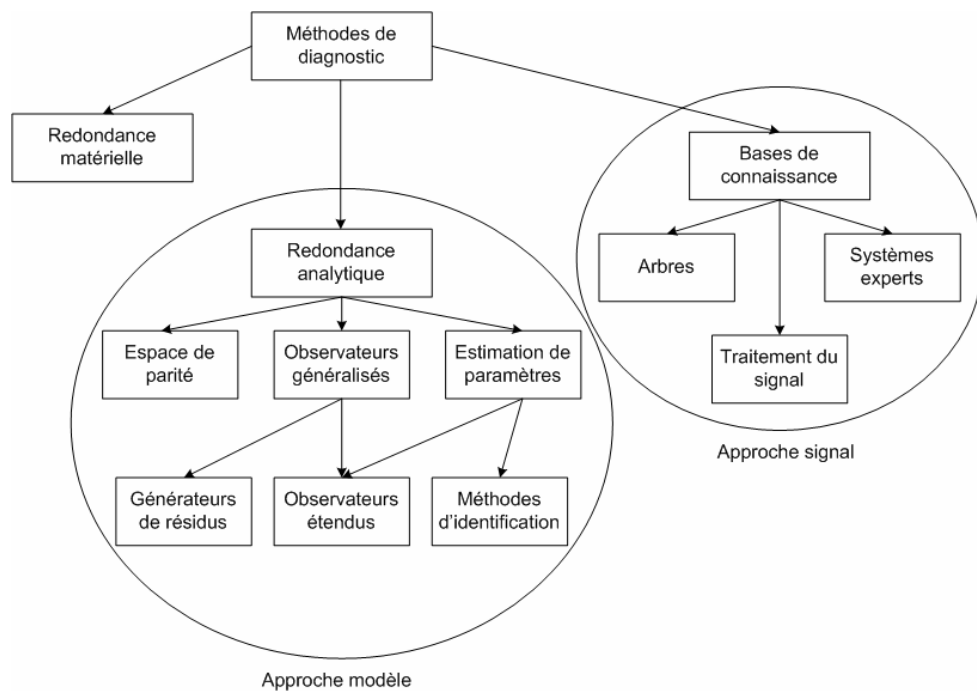 Méthodes de
diagnostic
Redondance
matérielle
Bases de
connaissance
Redondance
analytique
Arbres
Systèmes
experts
Espace de
parité
Observateurs
généralisés
Estimation de
paramètres
Traitement du
signal
Approche signal
Générateurs
de résidus
Observateurs
étendus
Méthodes
d'identification
Approche modèle